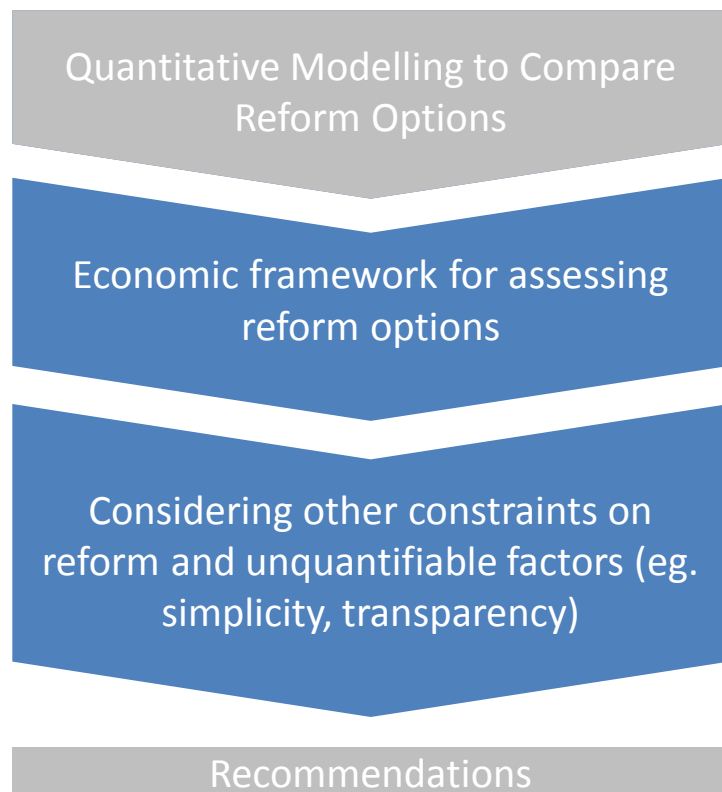 Quantitative Modelling to Compare
Reform Options
Economic framework for assessing
reform options
Considering other constraints on
reform and unquantifiable factors (eg.
simplicity, transparency)
Recommendations